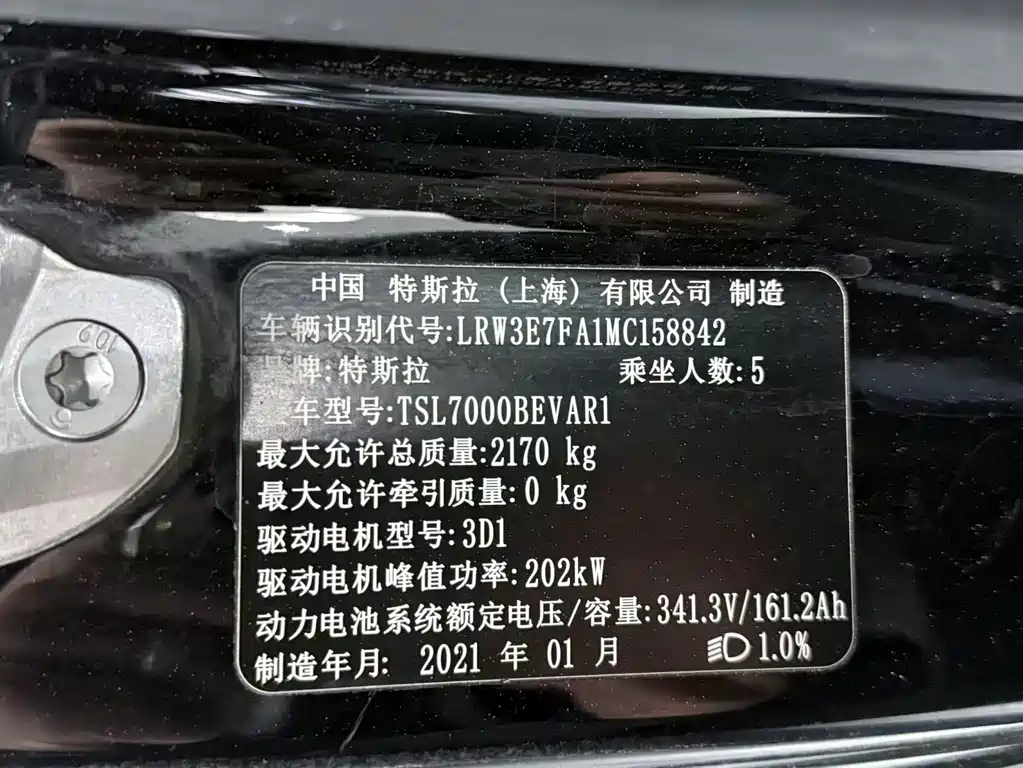 中国 特斯拉 (上海) 有限公司 制造
车辆识别代号:LRW3E7FA1MC158842
品牌:特斯拉 乘坐人数:5
车型号:TSL7000BEVAR1
最大允许总质量:2170 kg
最大允许牵引质量:0 kg
驱动电机型号:3D1
驱动电机峰值功率:202kW
动力电池系统额定电压/容量:341.3V/161.2Ah
制造年月: 2021 年 01 月 1.0%
109